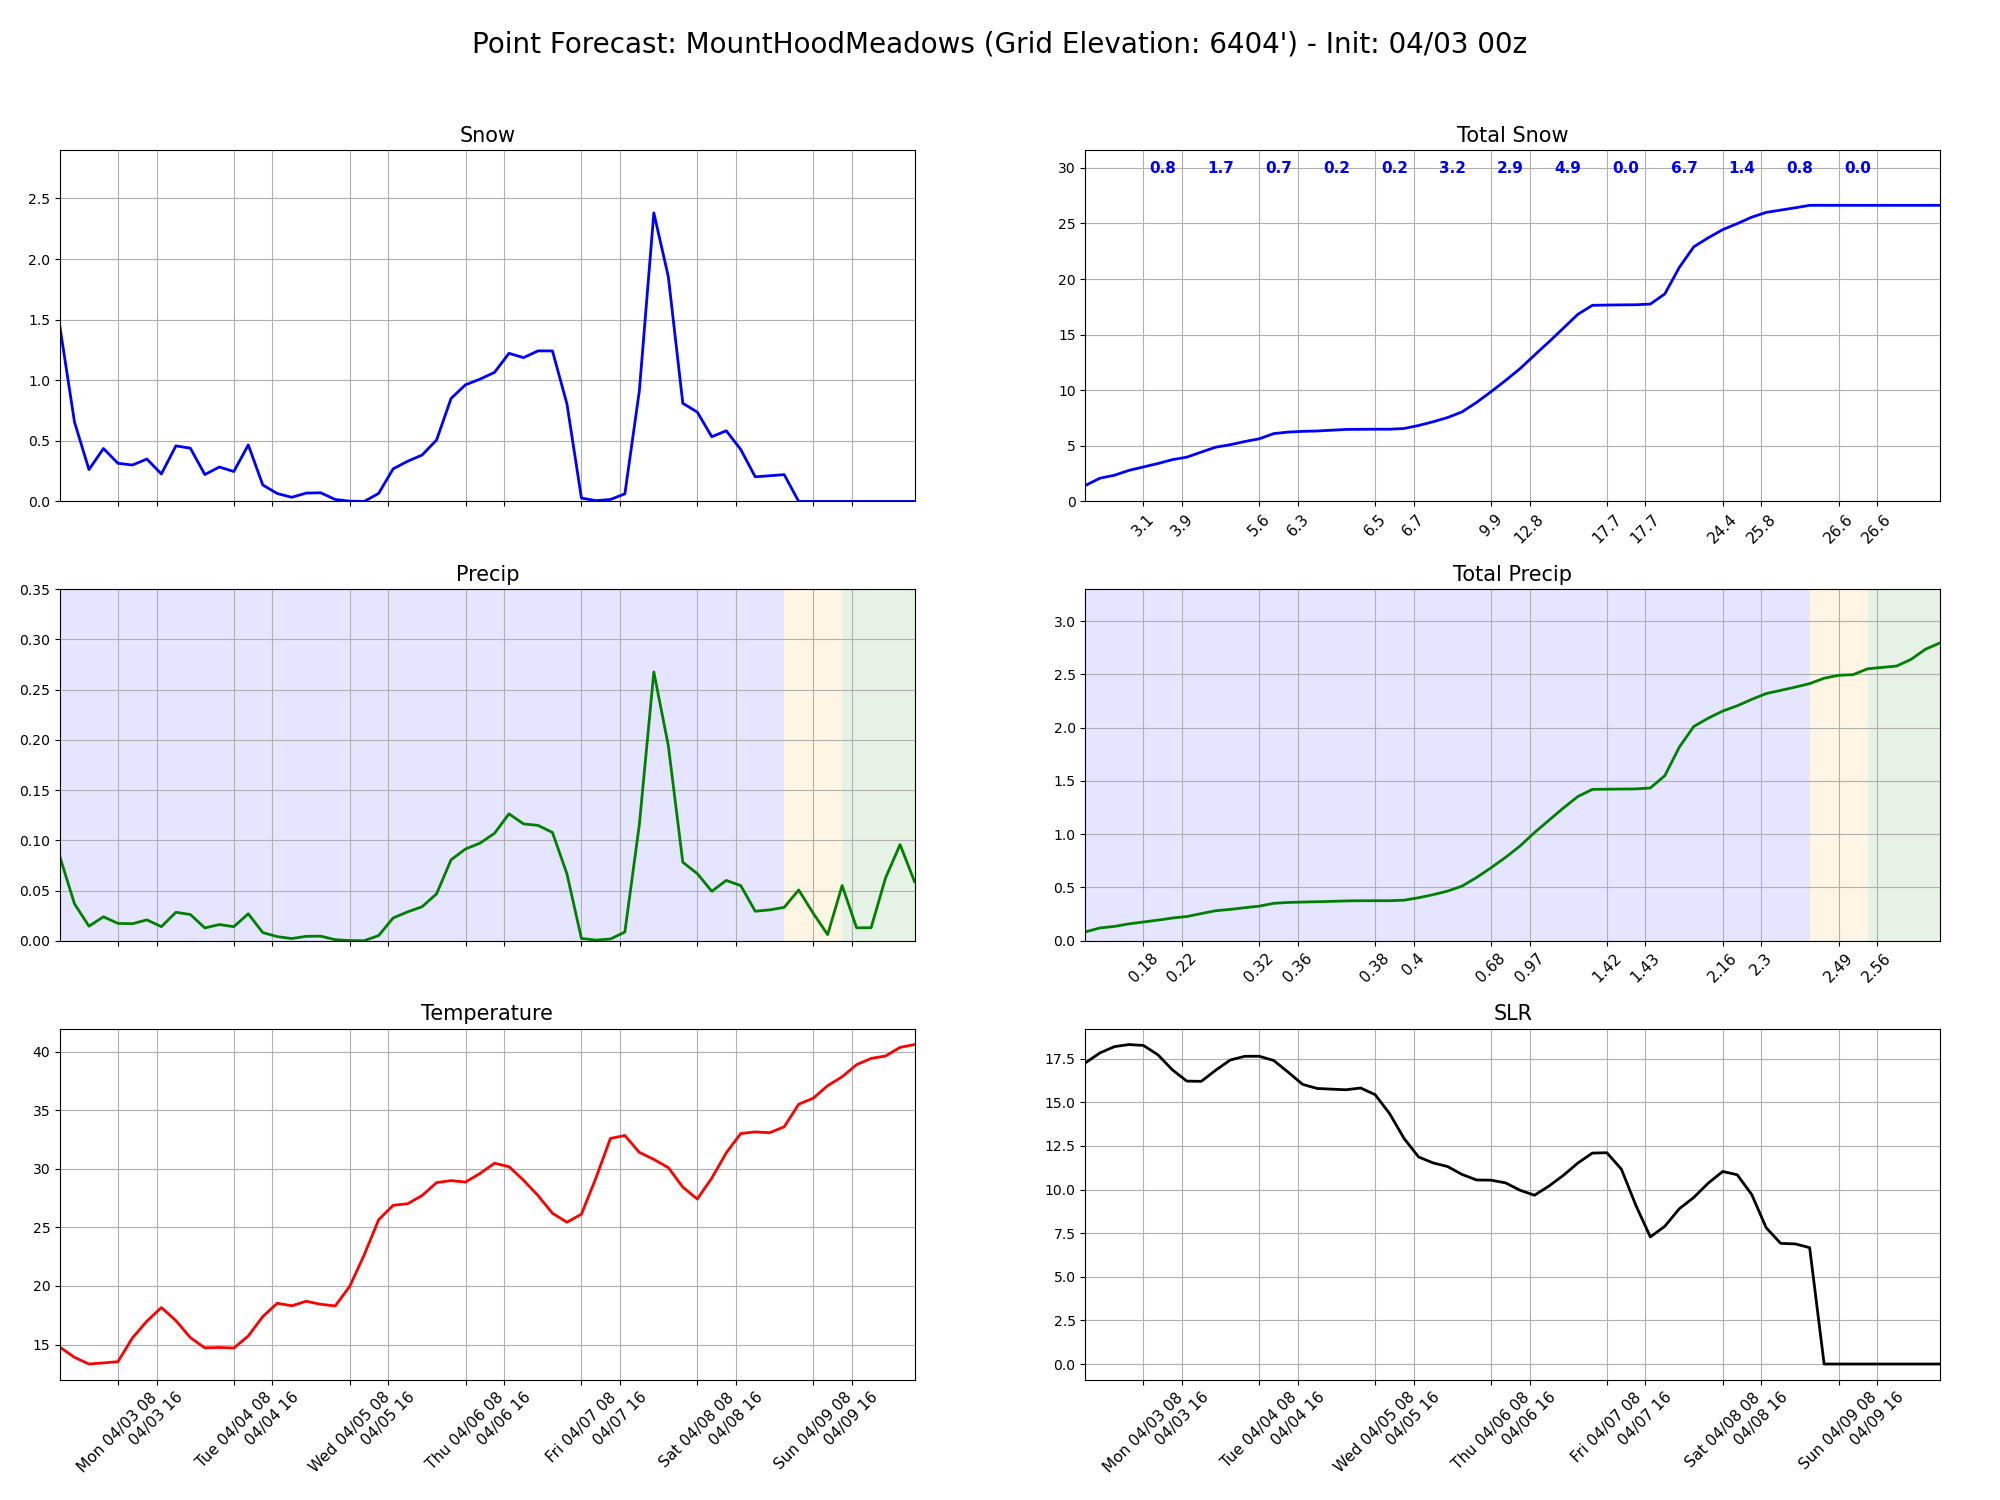 Point Forecast: MountHoodMeadows (Grid Elevation: 6404') - Init: 04/03 00z
Snow
2.5
2.0
1.5
1.0
0.5
0.0
Total Snow
30
25
20
15
10
5
0
0.8 1.7 0.7 0.2 0.2 3.2 2.9 4.9 0.0 6.7 1.4 0.8 0.0
3.1 3.9 5.6 6.3 6.5 6.7 9.9 12.8 17.7 17.7 24.4 25.8 26.6 26.6
Precip
0.35
0.30
0.25
0.20
0.15
0.10
0.05
0.00
Total Precip
3.0
2.5
2.0
1.5
1.0
0.5
0.0
0.18 0.22 0.32 0.36 0.38 0.4 0.68 0.97 1.42 1.43 2.16 2.3 2.49 2.56
Temperature
40
35
30
25
20
15
Mon 04/03 08
04/03 16
Tue 04/04 08
04/04 16
Wed 04/05 08
04/05 16
Thu 04/06 08
04/06 16
Fri 04/07 08
04/07 16
Sat 04/08 08
04/08 16
Sun 04/09 08
04/09 16
SLR
17.5
15.0
12.5
10.0
7.5
5.0
2.5
0.0
Mon 04/03 08
04/03 16
Tue 04/04 08
04/04 16
Wed 04/05 08
04/05 16
Thu 04/06 08
04/06 16
Fri 04/07 08
04/07 16
Sat 04/08 08
04/08 16
Sun 04/09 08
04/09 16